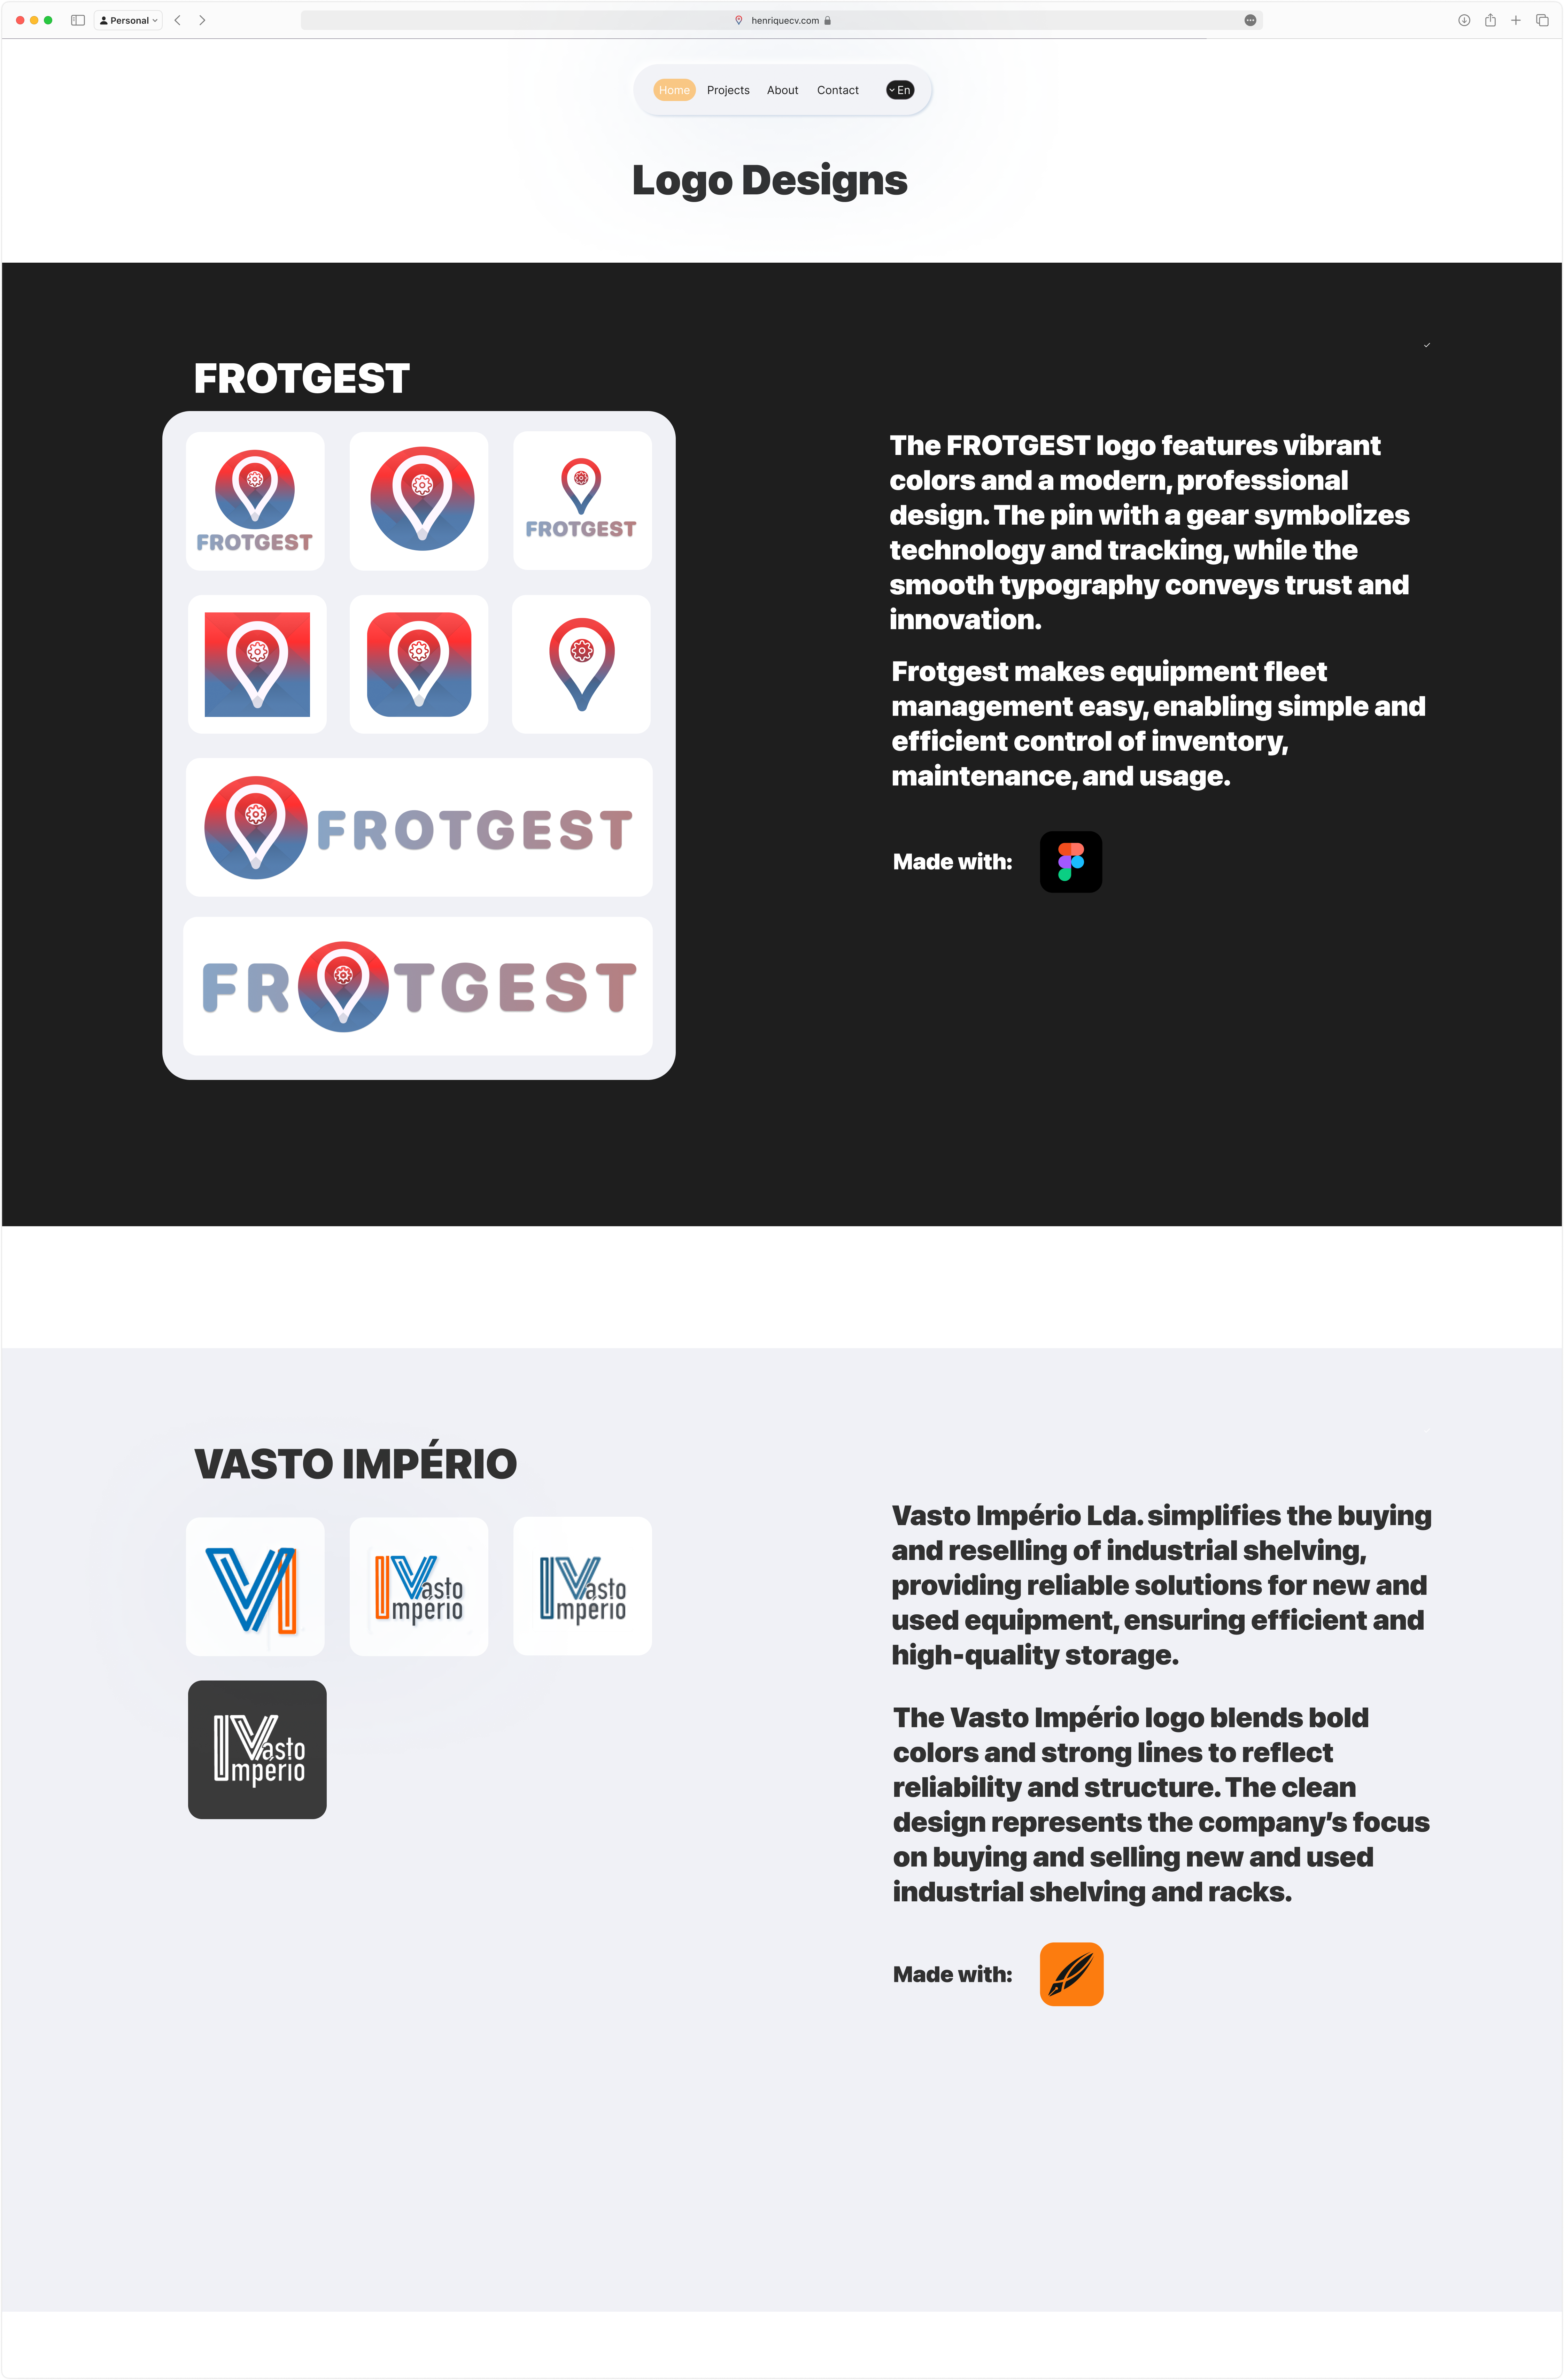 Personal
henriquecv.com
Home Projects About Contact En
Logo Designs
FROTGEST
FROTGEST
FROTGEST
FROTGEST
FRTGEST
The FROTGEST logo features vibrant
colors and a modern, professional
design. The pin with a gear symbolizes
technology and tracking, while the
smooth typography conveys trust and
innovation.
Frotgest makes equipment fleet
management easy, enabling simple and
efficient control of inventory,
maintenance, and usage.
Made with:
VASTO IMPÉRIO
VI
Vasto
Império
Vasto
Império
Vasto
Império
Vasto Império Lda. simplifies the buying
and reselling of industrial shelving,
providing reliable solutions for new and
used equipment, ensuring efficient and
high-quality storage.
The Vasto Império logo blends bold
colors and strong lines to reflect
reliability and structure. The clean
design represents the company’s focus
on buying and selling new and used
industrial shelving and racks.
Made with: